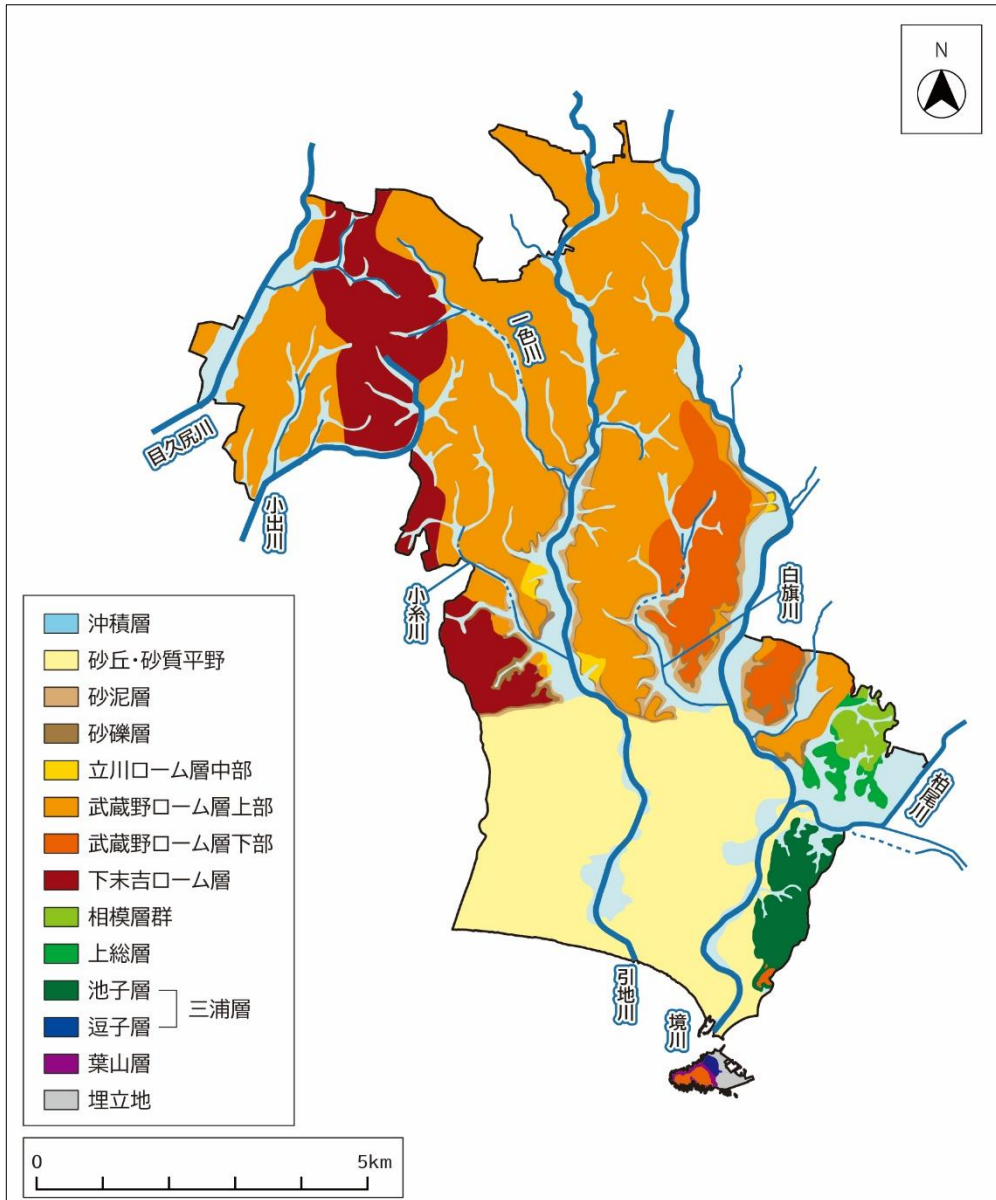 N
一色川
目久尻川
小出川
小糸川
白旗川
柏尾川
引地川
境川
沖積層
砂丘・砂質平野
砂泥層
砂礫層
立川ローム層中部
武蔵野ローム層上部
武蔵野ローム層下部
下末吉ローム層
相模層群
上総層
池子層
三浦層
逗子層
葉山層
埋立地
0 5km